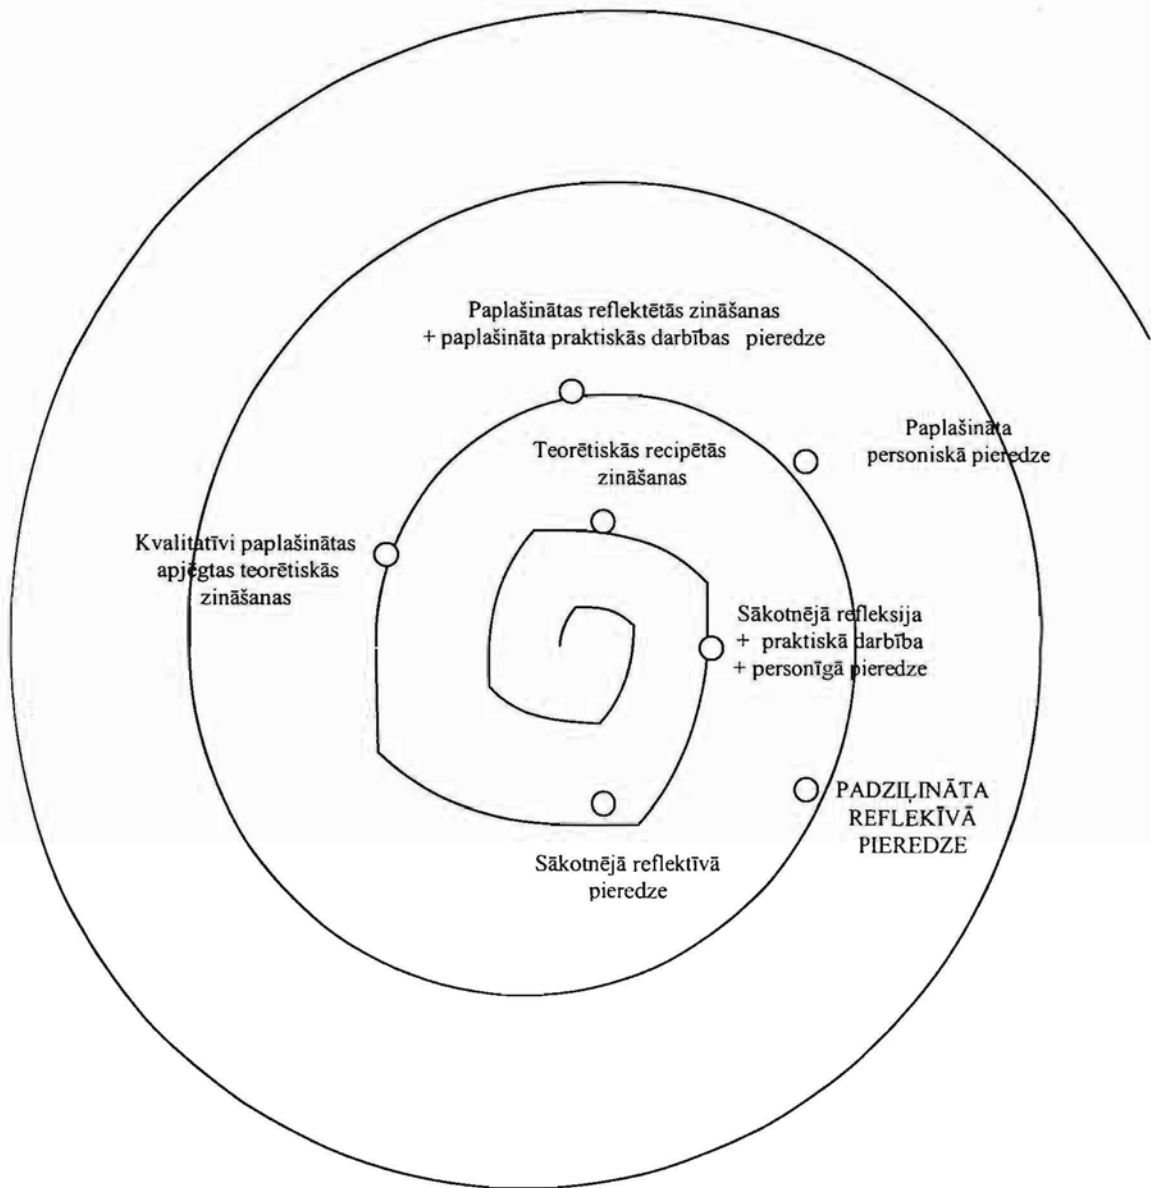 Paplašinātas reflektētās zināšanas
+ paplašināta praktiskās darbības pieredze
Paplašināta
personiskā pieredze
Teorētiskās recipētās
zināšanas
Kvalitatīvi paplašinātas
apjēgtas teorētiskās
zināšanas
Sākotnējā refleksija
+ praktiskā darbība
+ personīgā pieredze
PADZIĻINĀTA
REFLEKĪVĀ
PIEREDZE
Sākotnējā reflektīvā
pieredze